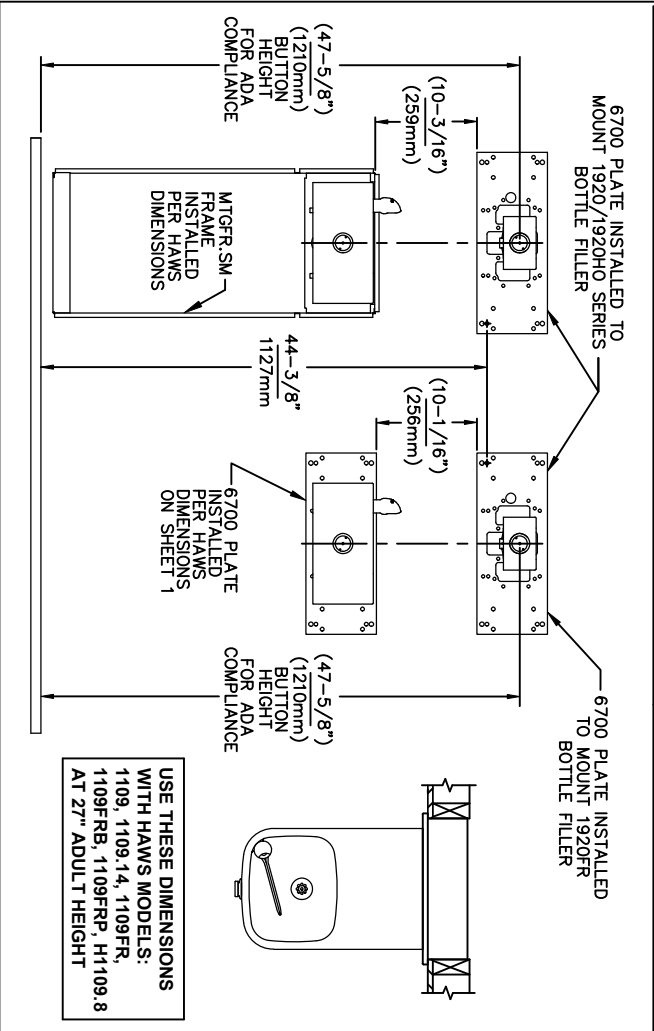 6700 PLATE INSTALLED TO
MOUNT 1920/1920HO SERIES
BOTTLE FILLER
6700 PLATE INSTALLED
TO MOUNT 1920FR
BOTTLE FILLER
(47-5/8")
(1210mm)
BUTTON
HEIGHT
FOR ADA
COMPLIANCE
(10-3/16")
(259mm)
MTGFR.SM
FRAME
INSTALLED
PER HAWS
DIMENSIONS
44-3/8"
1127mm
(10-1/16")
(256mm)
6700 PLATE
INSTALLED
PER HAWS
DIMENSIONS
ON SHEET 1
(47-5/8")
(1210mm)
BUTTON
HEIGHT
FOR ADA
COMPLIANCE
USE THESE DIMENSIONS
WITH HAWS MODELS:
1109, 1109.14, 1109FR,
1109FRB, 1109FRP, H1109.8
AT 27" ADULT HEIGHT